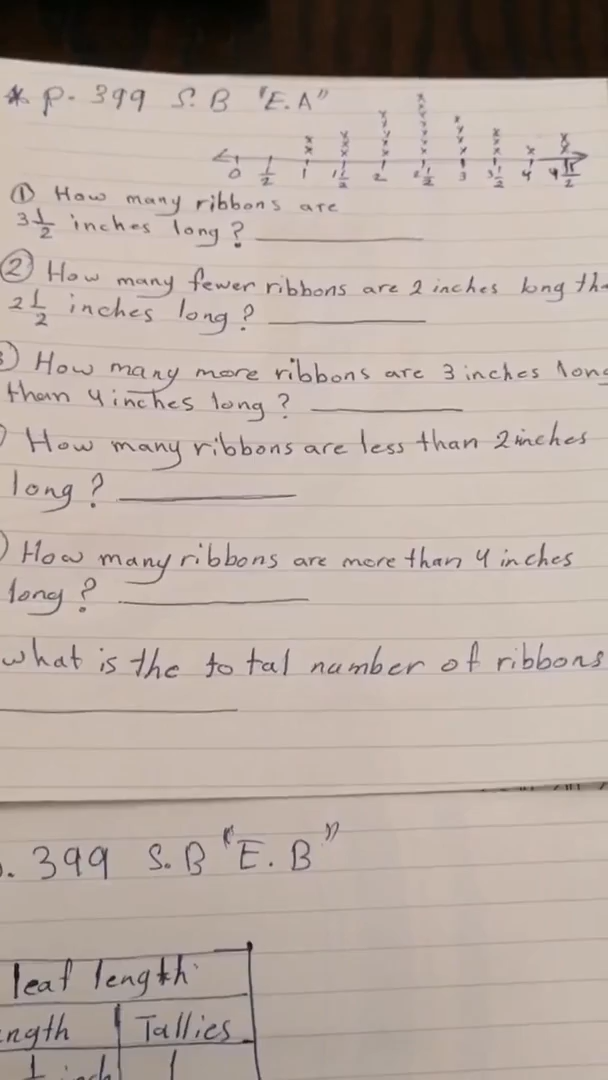 * P. 399 S.B "E.A"
0 1/2 1 1 1/2 2 2 1/2 3 3 1/2 4 4 1/2
① How many ribbons are
3 1/2 inches long?
② How many fewer ribbons are 2 inches long th
2 1/2 inches long?
) How many more ribbons are 3 inches long
than 4 inches long?
) How many ribbons are less than 2 inches
long?
) How many ribbons are more than 4 inches
long?
what is the total number of ribbons
. 399 S.B "E.B"
leaf length
ngth Tallies